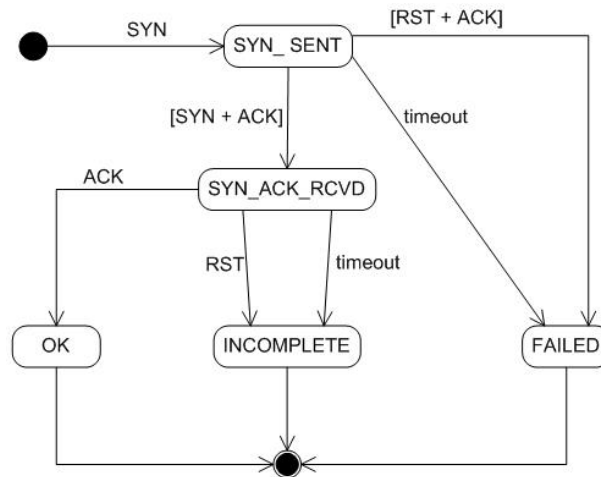 SYN
SYN_ SENT
[RST + ACK]
[SYN + ACK]
timeout
ACK
SYN_ACK_RCVD
RST
timeout
OK
INCOMPLETE
FAILED